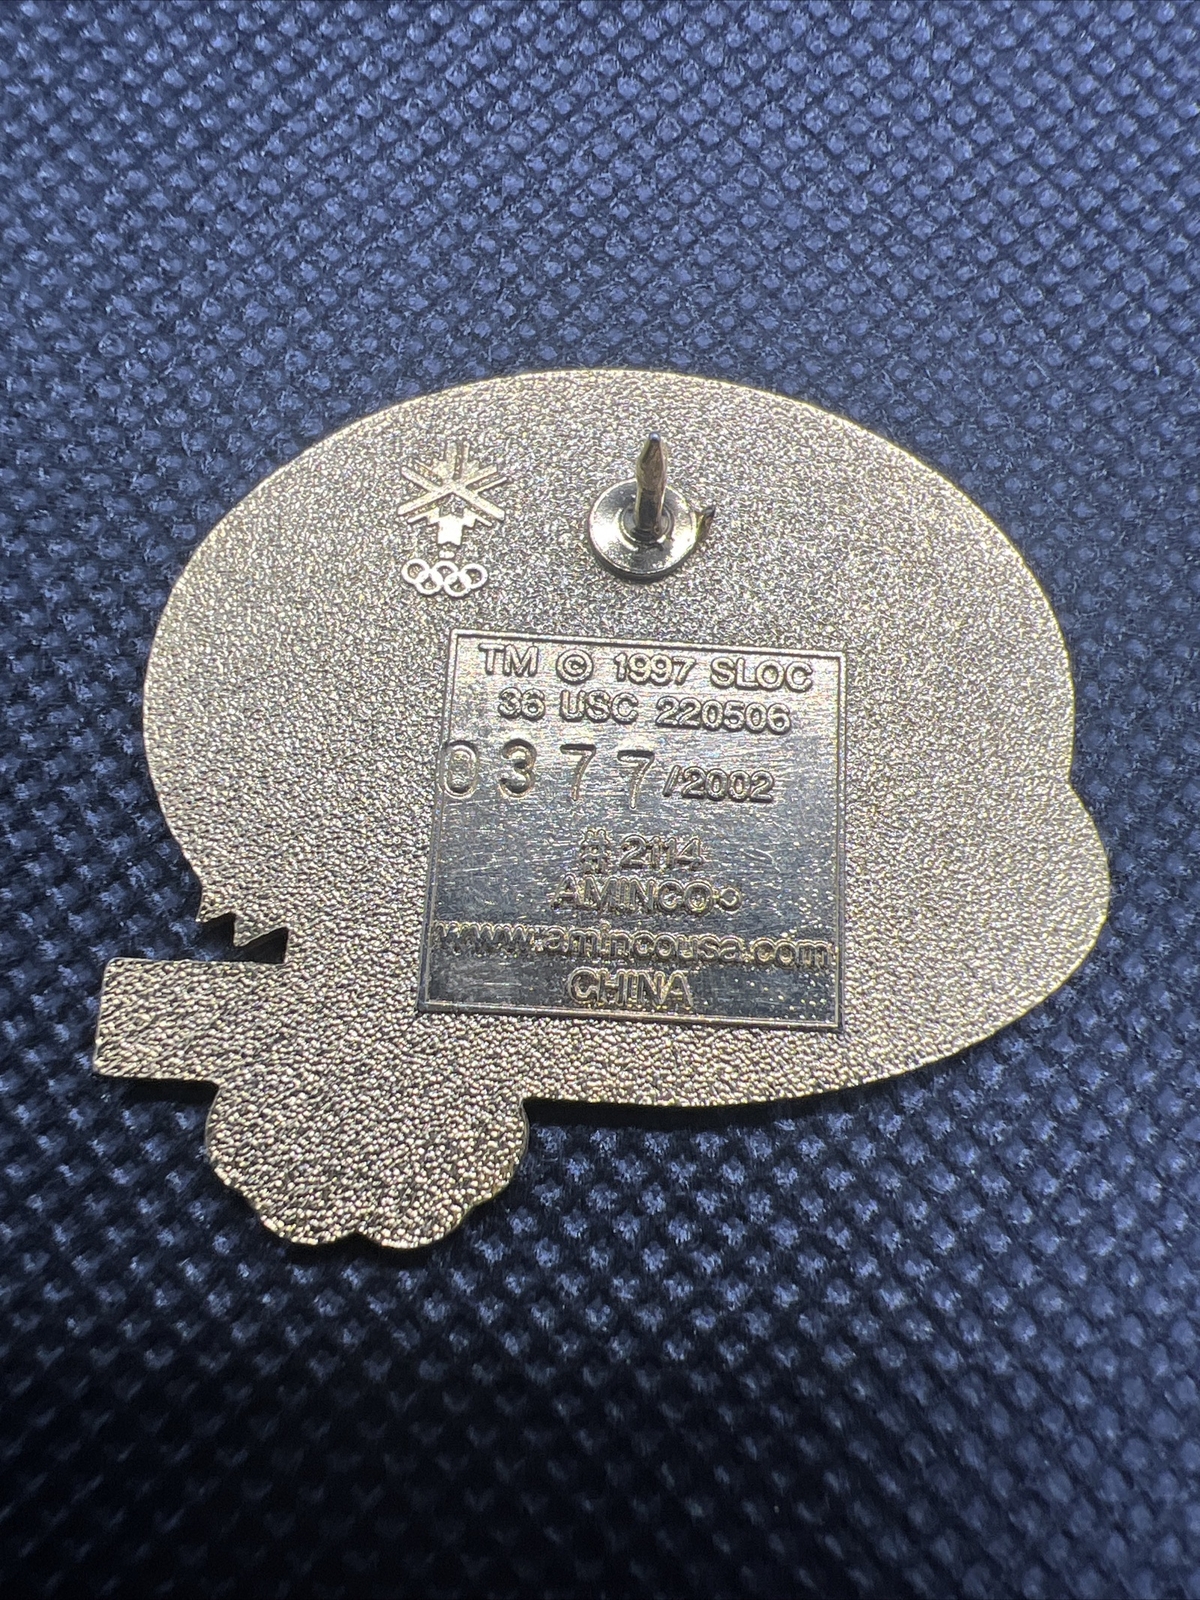 TM © 1997 SLOC
36 USC 220506
0377/2002
#2114
AMINCO
www.amincousa.com
CHINA